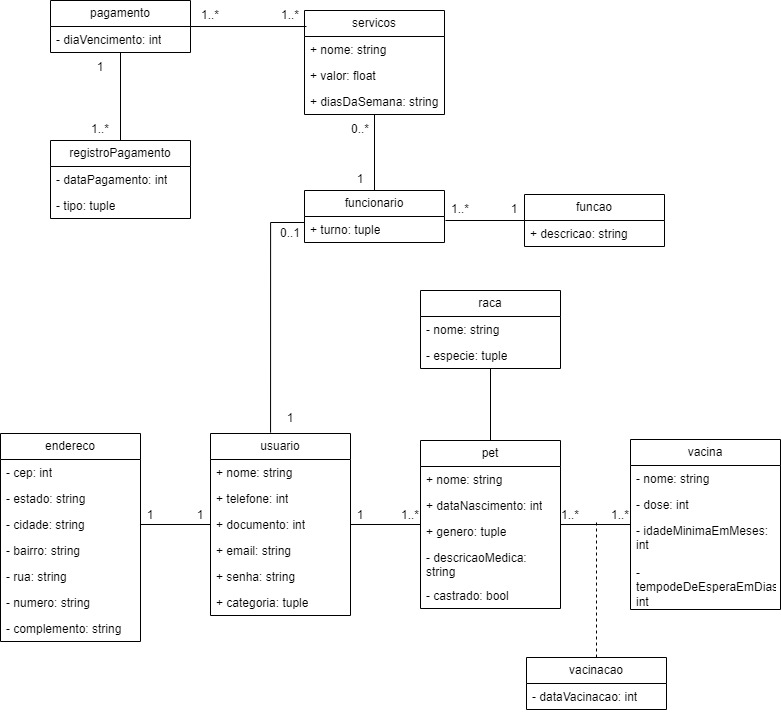 pagamento
- diaVencimento: int
1..*
1..*
servicos
+ nome: string
+ valor: float
+ diasDaSemana: string
1
1..*
registroPagamento
- dataPagamento: int
- tipo: tuple
0..*
1
funcionario
+ turno: tuple
1..*
1
funcao
+ descricao: string
0..1
raca
- nome: string
- especie: tuple
1
endereco
- cep: int
- estado: string
- cidade: string
- bairro: string
- rua: string
- numero: string
- complemento: string
1
1
usuario
+ nome: string
+ telefone: int
+ documento: int
+ email: string
+ senha: string
+ categoria: tuple
1
1..*
pet
+ nome: string
+ dataNascimento: int
+ genero: tuple
- descricaoMedica:
string
- castrado: bool
1..*
1..*
vacina
- nome: string
- dose: int
- idadeMinimaEmMeses:
int
-
tempodeDeEsperaEmDias
int
vacinacao
- dataVacinacao: int